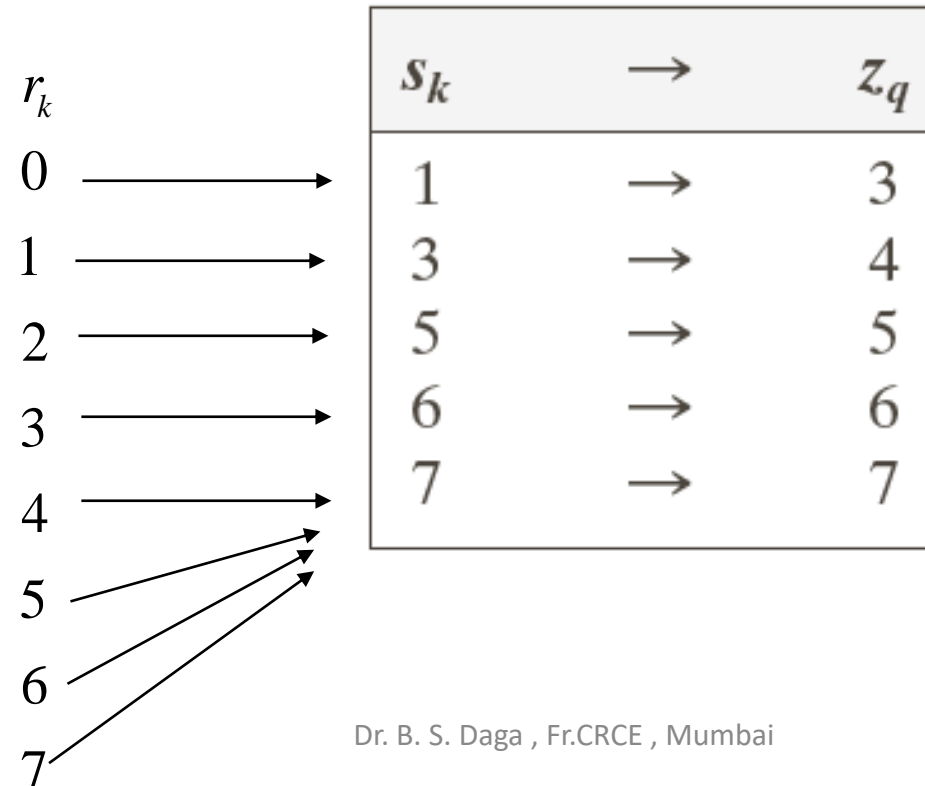 r_k s_k → z_q
0 → 1 → 3
1 → 3 → 4
2 → 5 → 5
3 → 6 → 6
4 → 7 → 7
5
6
7
Dr. B. S. Daga , Fr.CRCE , Mumbai